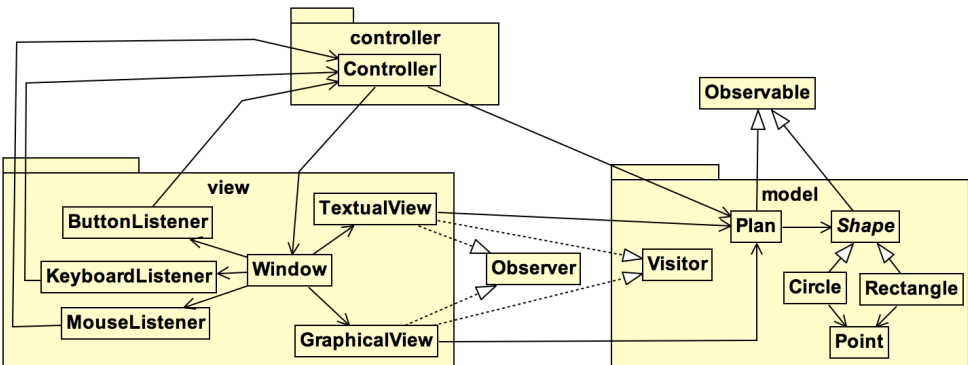 controller
Controller
Observable
view
model
ButtonListener
TextualView
Plan
Shape
KeyboardListener
Window
Observer
Visitor
Circle
Rectangle
MouseListener
GraphicalView
Point